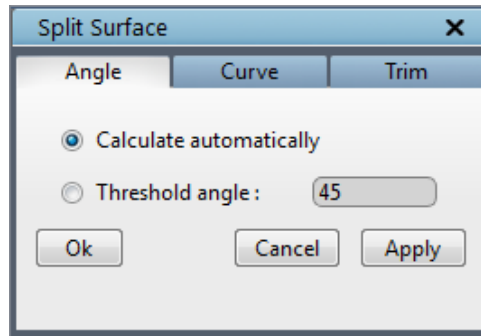 Split Surface
Angle Curve Trim
Calculate automatically
Threshold angle : 45
Ok Cancel Apply